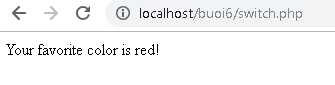 localhost/buoi6/switch.php
Your favorite color is red!